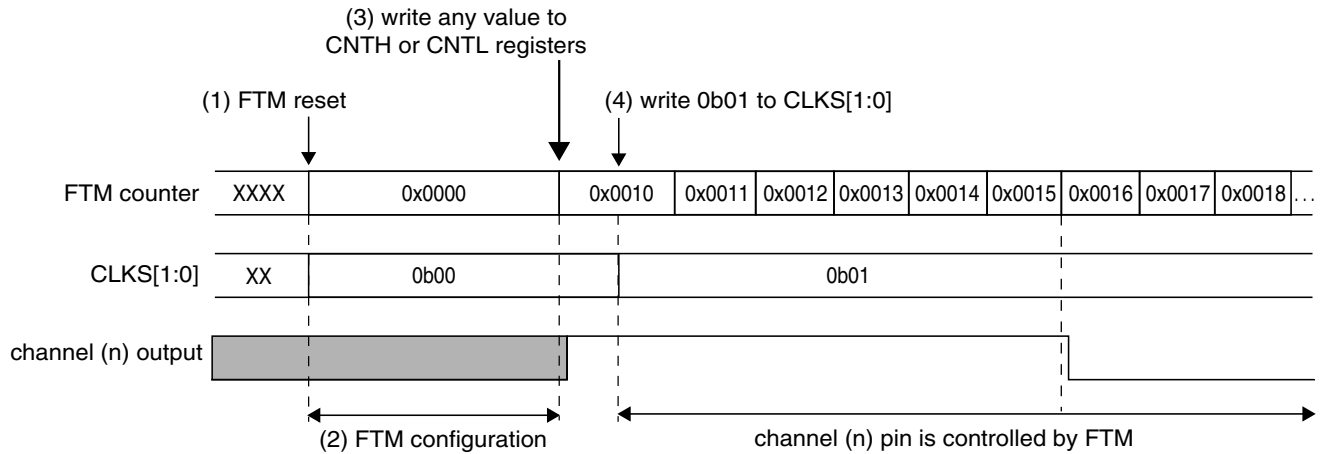 (3) write any value to
CNTH or CNTL registers
(1) FTM reset
(4) write 0b01 to CLKS[1:0]
FTM counter XXXX 0x0000 0x0010 0x0011 0x0012 0x0013 0x0014 0x0015 0x0016 0x0017 0x0018 ...
CLKS[1:0] XX 0b00 0b01
channel (n) output
(2) FTM configuration
channel (n) pin is controlled by FTM